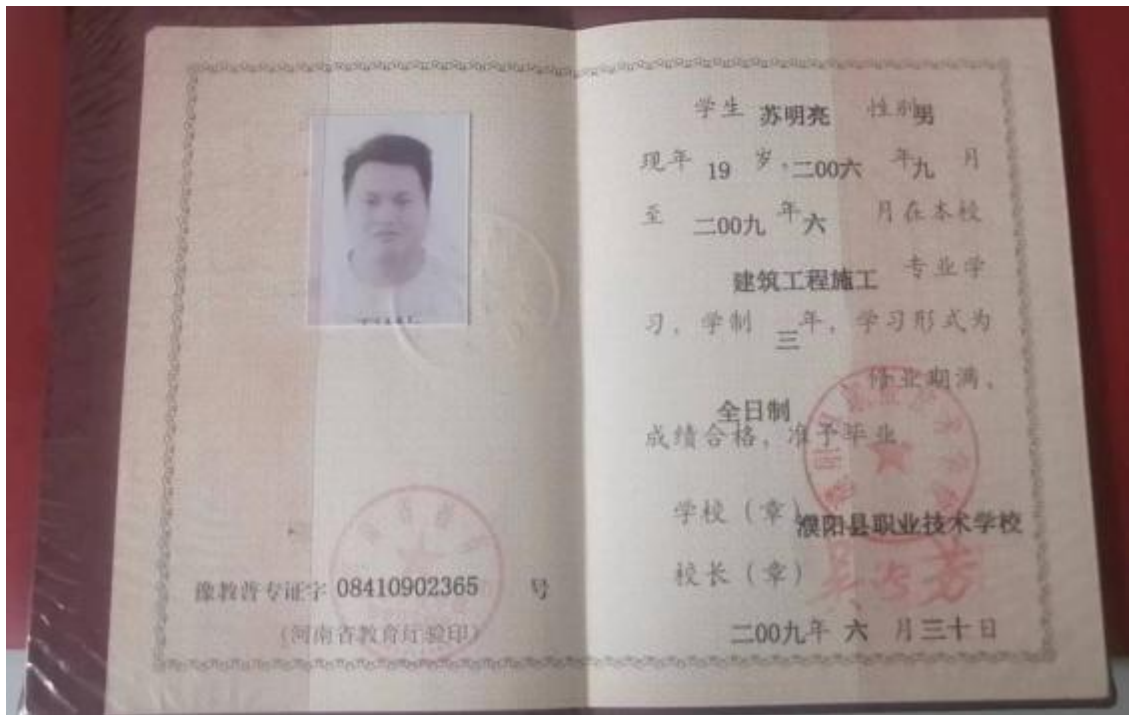 豫教普专证字 08410902365 号
(河南省教育厅验印)
学生 苏明亮 性别男
现年 19 岁,二00六 年九 月
至 二00九 年六 月在本校
建筑工程施工 专业学
习,学制 三年,学习形式为
全日制 修业期满,
成绩合格,准予毕业
学校(章)濮阳县职业技术学校
校长(章)
二00九年 六 月三十日